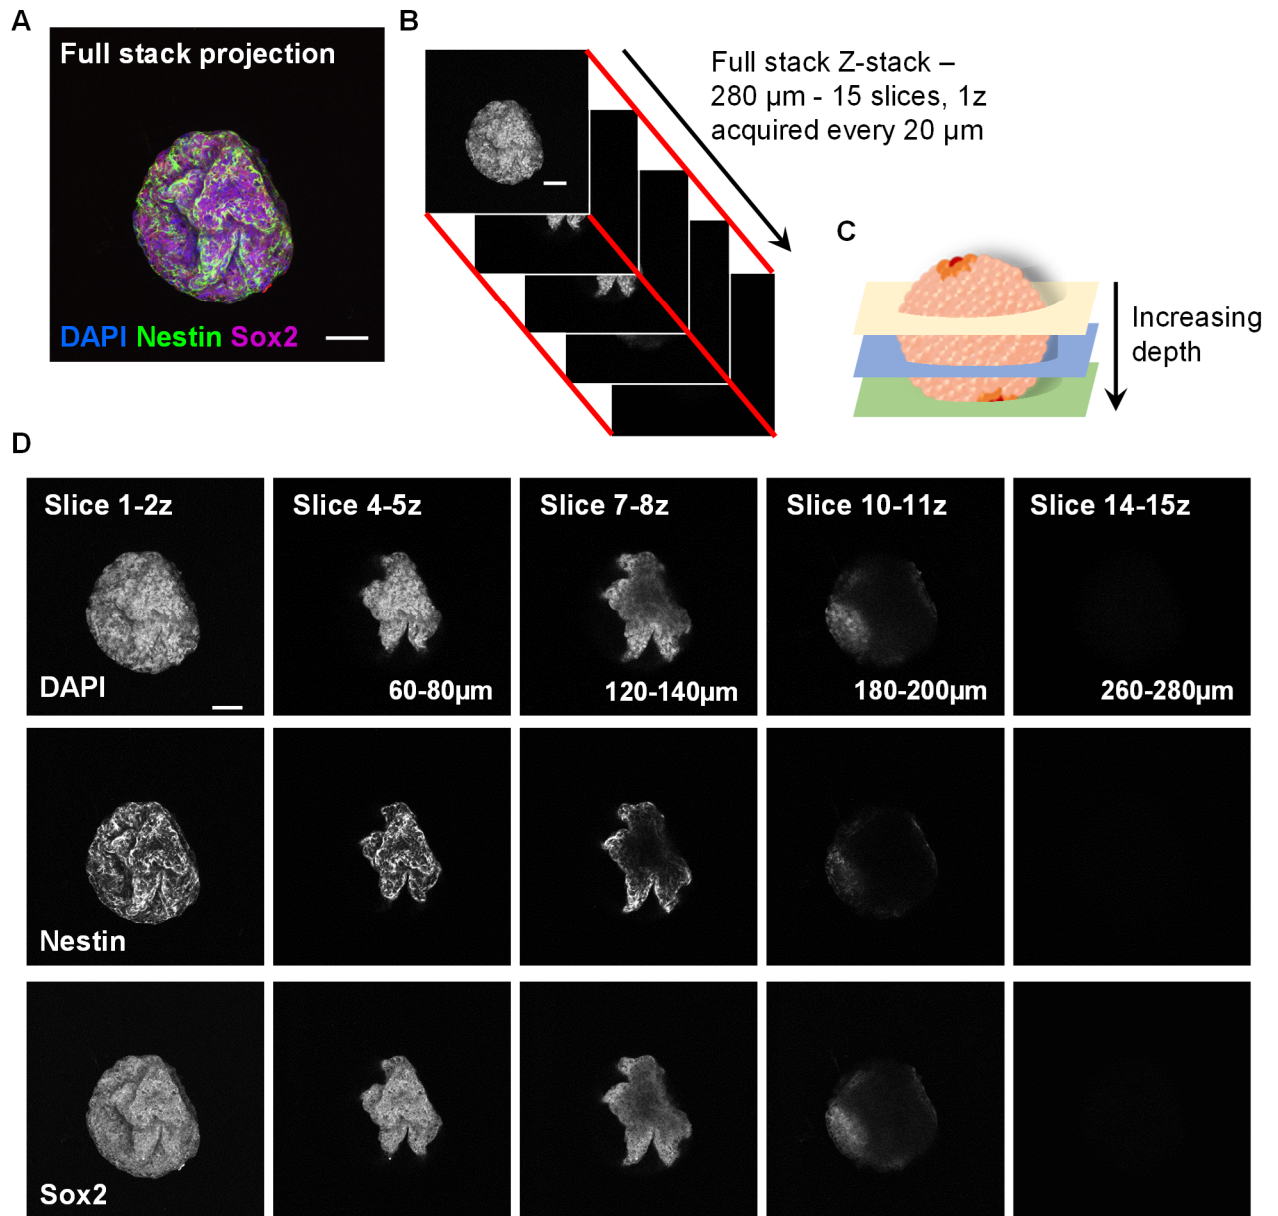 A
Full stack projection
DAPI Nestin Sox2
B
Full stack Z-stack –
280 µm - 15 slices, 1z
acquired every 20 µm
C
Increasing
depth
D
Slice 1-2z
Slice 4-5z
Slice 7-8z
Slice 10-11z
Slice 14-15z
DAPI
60-80µm
120-140µm
180-200µm
260-280µm
Nestin
Sox2